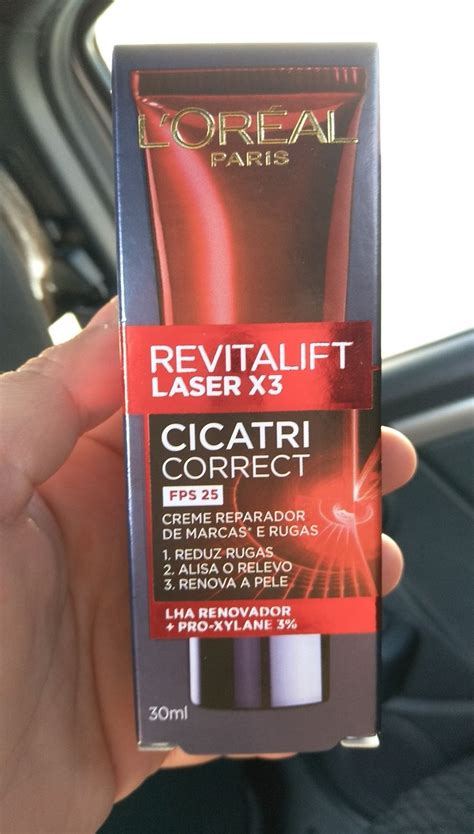 L'ORÉAL
PARIS
REVITALIFT
LASER X3
CICATRI
CORRECT
FPS 25
CREME REPARADOR
DE MARCAS* E RUGAS
1. REDUZ RUGAS
2. ALISA O RELEVO
3. RENOVA A PELE
LHA RENOVADOR
+ PRO-XYLANE 3%
30ml